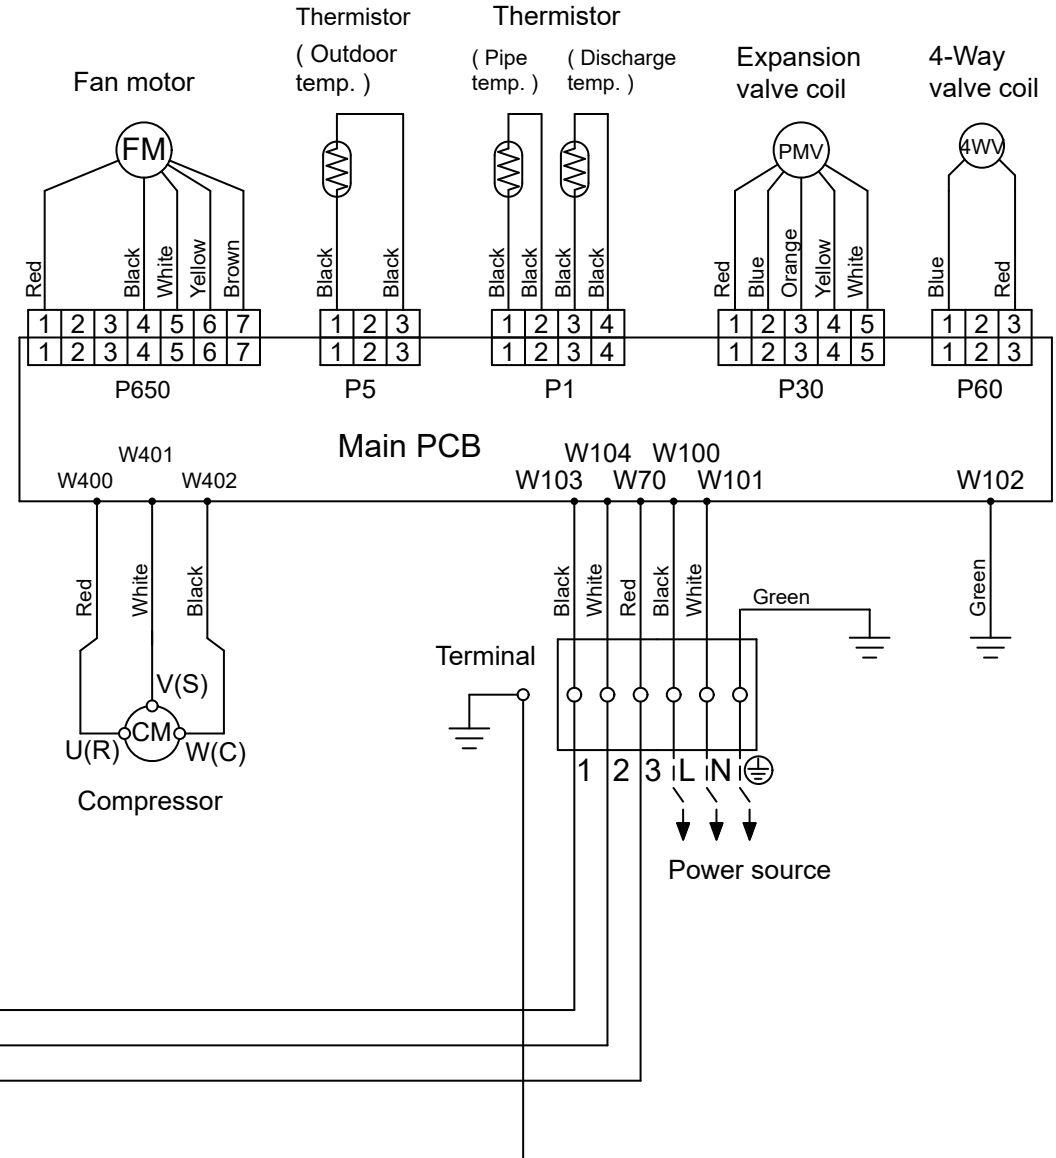 Thermistor
( Outdoor
temp. )
Thermistor
( Pipe
temp. )
( Discharge
temp. )
Fan motor
Expansion
valve coil
4-Way
valve coil
FM
PMV
4WV
Red
Black
White
Yellow
Brown
Black
Black
Black
Black
Black
Black
Red
Blue
Orange
Yellow
White
Blue
Red
1 2 3 4 5 6 7
1 2 3 4 5 6 7
P650
1 2 3
1 2 3
P5
1 2 3 4
1 2 3 4
P1
1 2 3 4 5
1 2 3 4 5
P30
1 2 3
1 2 3
P60
Main PCB
W400
W401
W402
W103
W104
W70
W100
W101
W102
Red
White
Black
Black
White
Red
Black
White
Green
Green
Terminal
V(S)
CM
U(R)
W(C)
Compressor
1 2 3 L N
Power source